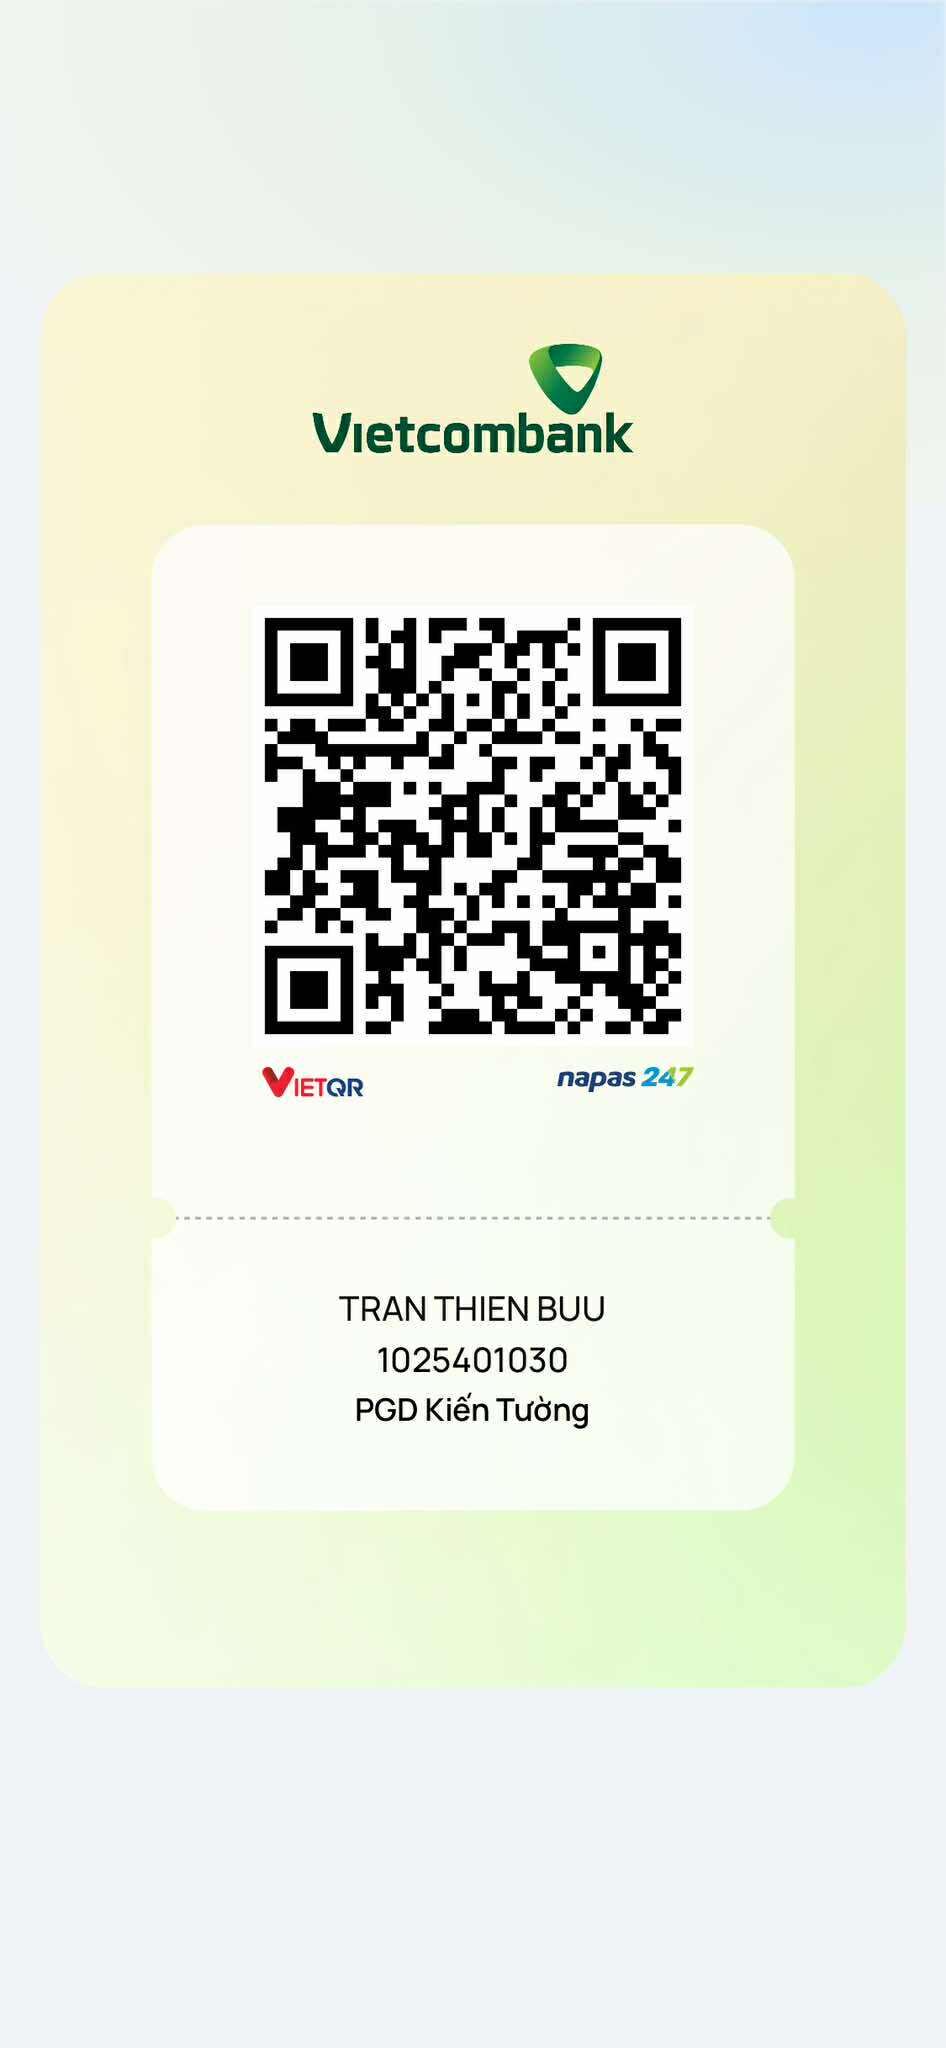 Vietcombank
VIETQR
napas 247
TRAN THIEN BUU
1025401030
PGD Kiến Tường